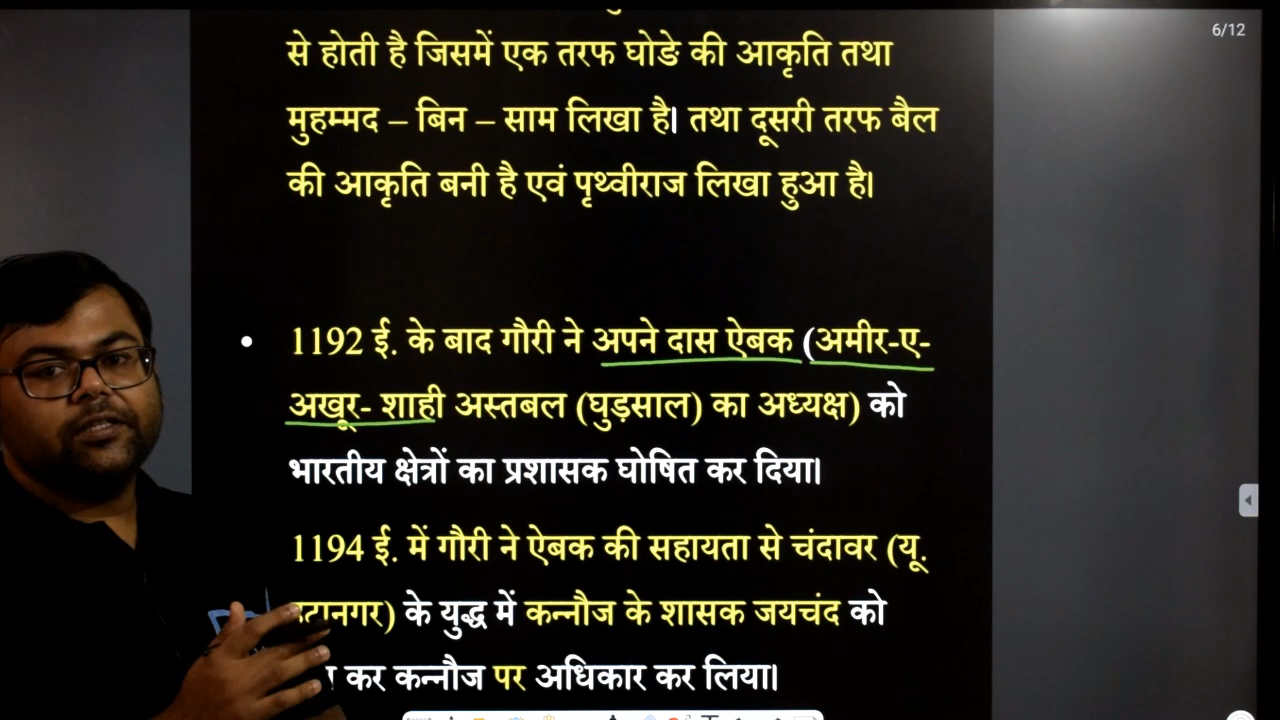 6/12
से होती है जिसमें एक तरफ घोडे की आकृति तथा
मुहम्मद – बिन – साम लिखा है। तथा दूसरी तरफ बैल
की आकृति बनी है एवं पृथ्वीराज लिखा हुआ है।
• 1192 ई. के बाद गौरी ने अपने दास ऐबक (अमीर-ए-
अखूर- शाही अस्तबल (घुड़साल) का अध्यक्ष) को
भारतीय क्षेत्रों का प्रशासक घोषित कर दिया।
1194 ई. में गौरी ने ऐबक की सहायता से चंदावर (यू.
के युद्ध में कन्नौज के शासक जयचंद को
कर कन्नौज पर अधिकार कर लिया।